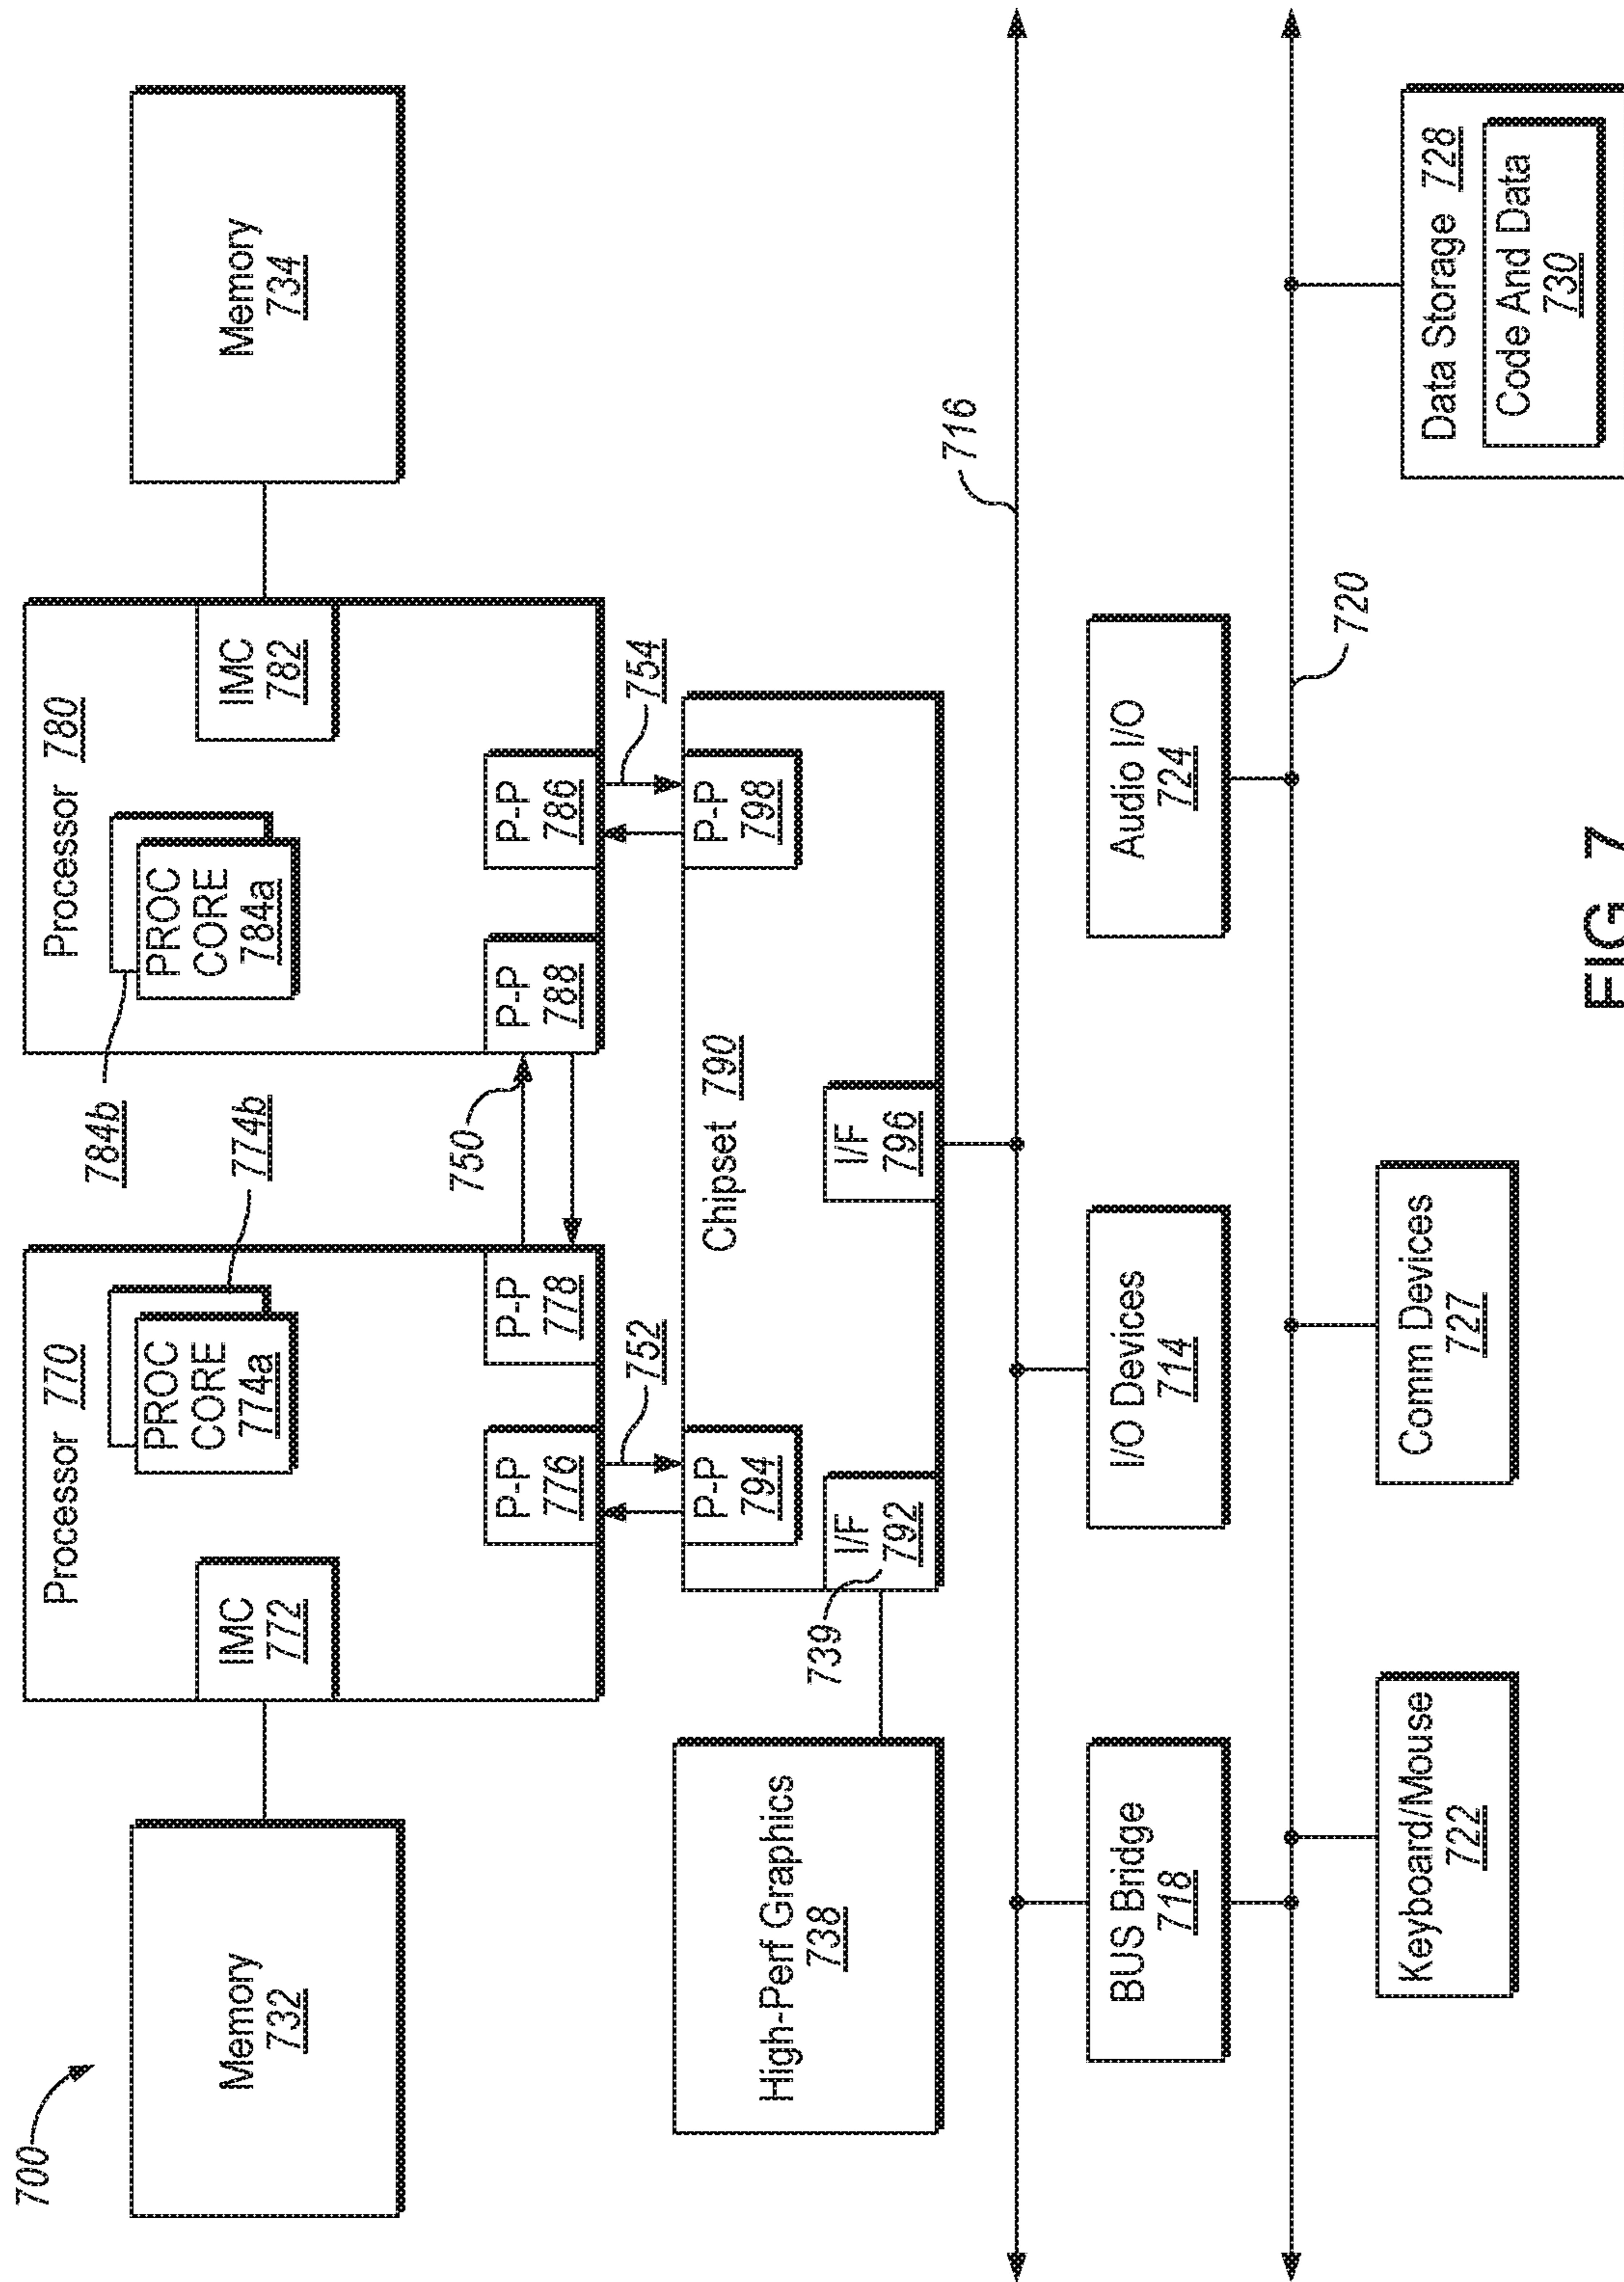 700
Memory
732
Processor 770
IMC
772
PROC
CORE
774a
774b
P-P
776
P-P
778
784b
Processor 780
PROC
CORE
784a
IMC
782
P-P
788
P-P
786
Memory
734
750
752
754
High-Perf Graphics
738
739
Chipset 790
P-P
794
P-P
798
I/F
792
I/F
796
716
BUS Bridge
718
I/O Devices
714
Audio I/O
724
720
Keyboard/Mouse
722
Comm Devices
727
Data Storage 728
Code And Data
730
FIG. 7